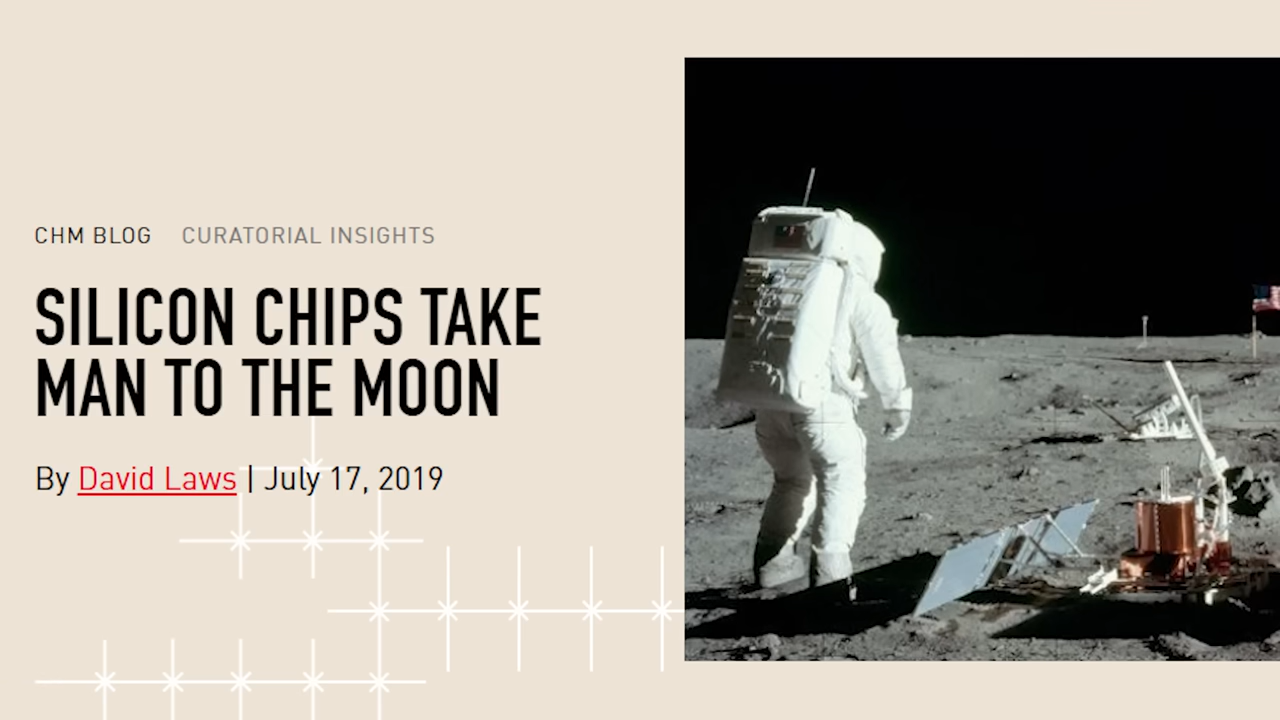 CHM BLOG CURATORIAL INSIGHTS
SILICON CHIPS TAKE
MAN TO THE MOON
By David Laws | July 17, 2019